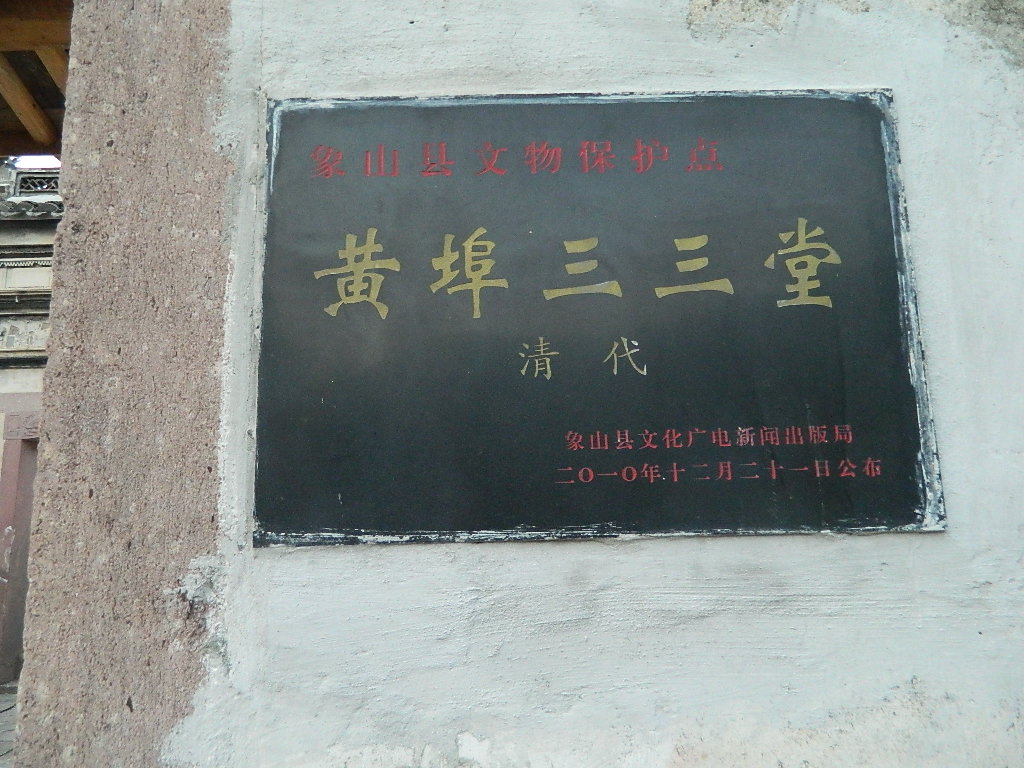 象山县文物保护点
黄埠三三堂
清代
象山县文化广电新闻出版局
二〇一〇年十二月二十一日公布